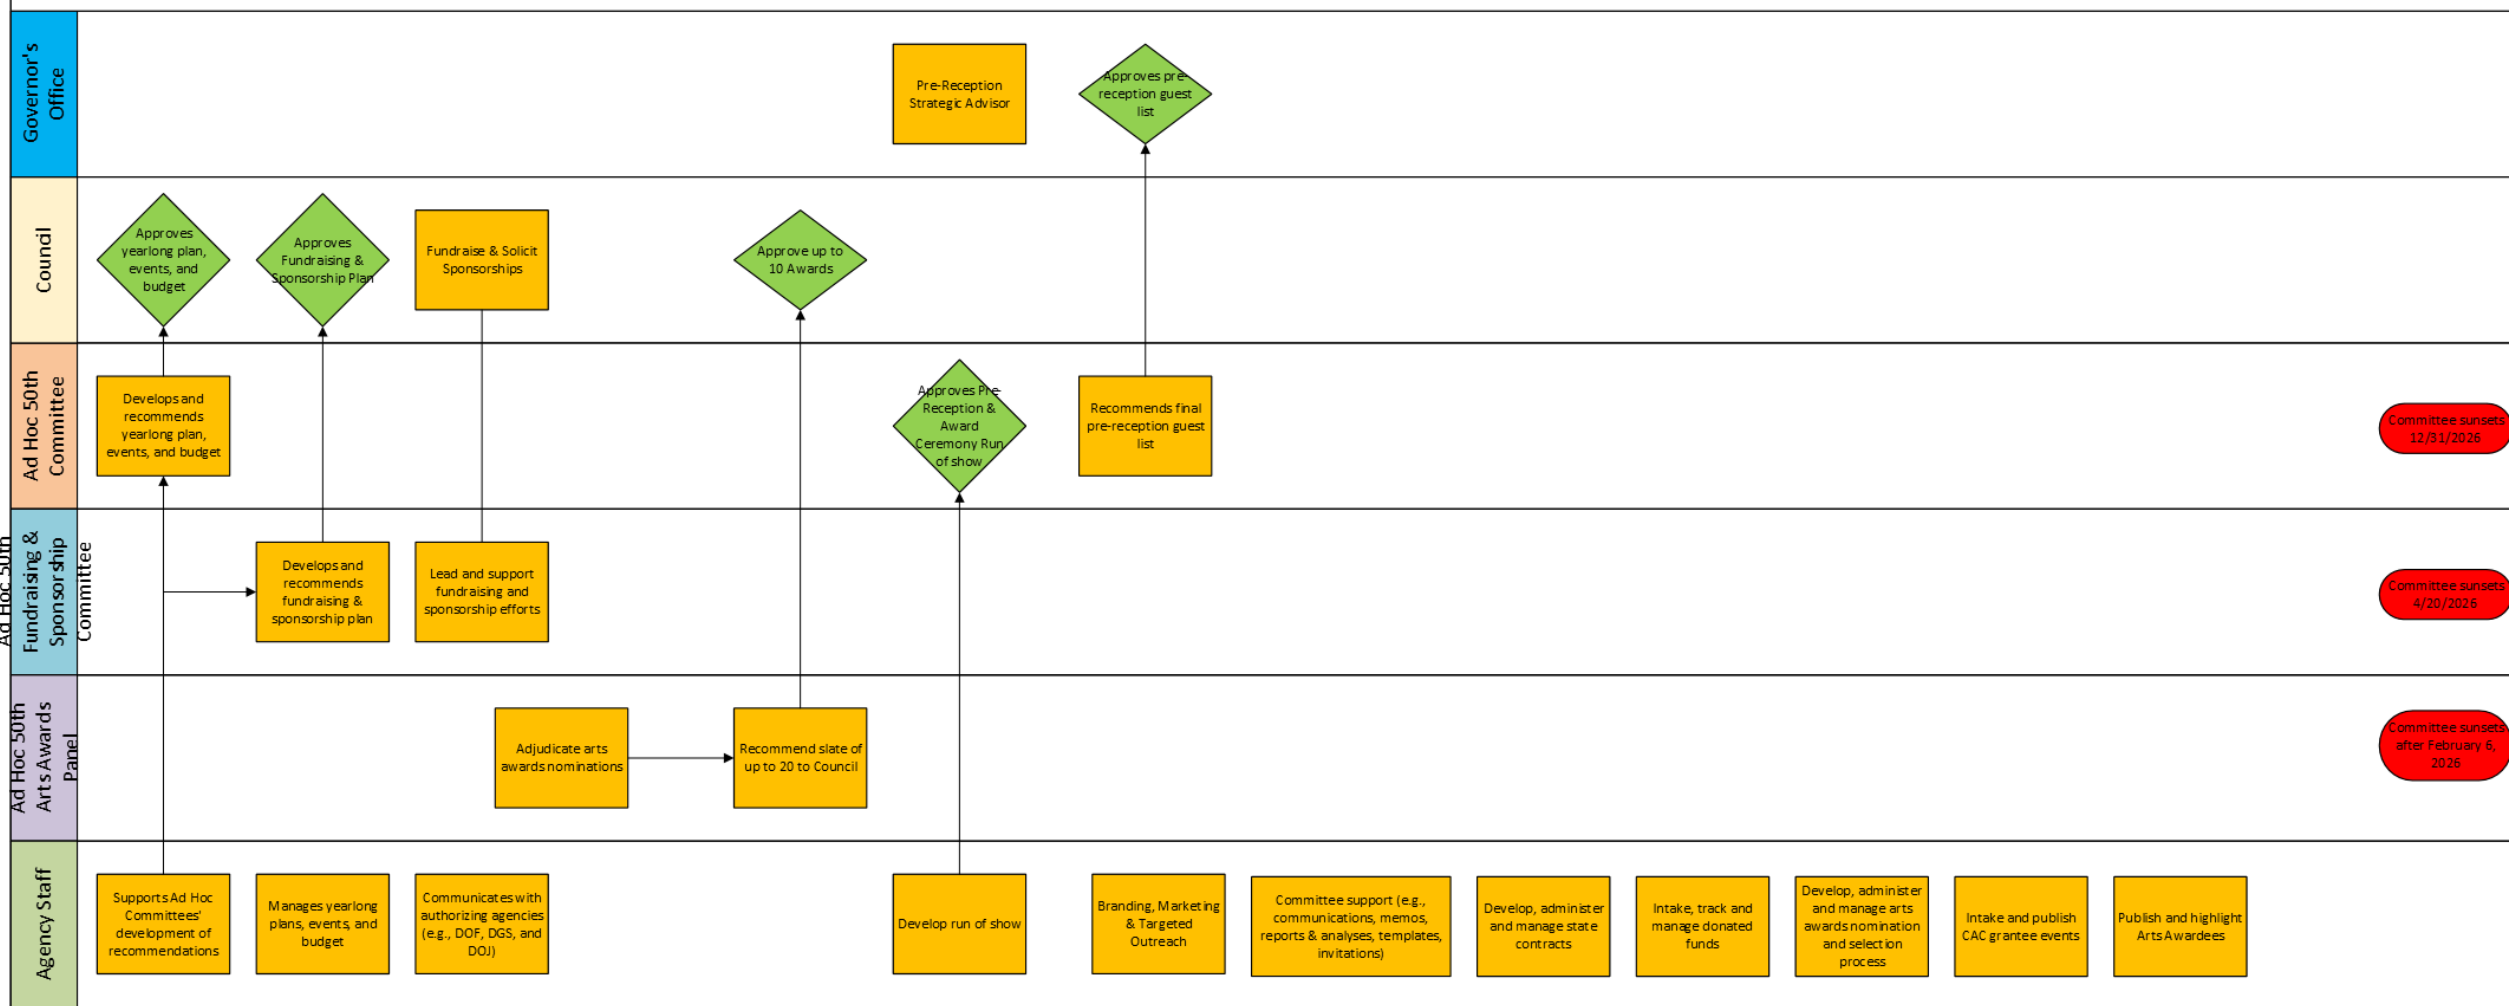 Governor's
Office
Pre-Reception
Strategic Advisor
Approves pre-
reception guest
list
Council
Approves
yearlong plan,
events, and
budget
Approves
Fundraising &
Sponsorship Plan
Fundraise & Solicit
Sponsorships
Approve up to
10 Awards
Ad Hoc 50th
Committee
Develops and
recommends
yearlong plan,
events, and budget
Approves Pre-
Reception &
Award
Ceremony Run
of show
Recommends final
pre-reception guest
list
Committee sunsets
12/31/2026
Ad Hoc 50th
Fundraising &
Sponsorship
Committee
Develops and
recommends
fundraising &
sponsorship plan
Lead and support
fundraising and
sponsorship efforts
Committee sunsets
4/20/2026
Ad Hoc 50th
Arts Awards
Panel
Adjudicate arts
awards nominations
Recommend slate of
up to 20 to Council
Committee sunsets
after February 6,
2026
Agency Staff
Supports Ad Hoc
Committees'
development of
recommendations
Manages yearlong
plans, events, and
budget
Communicates with
authorizing agencies
(e.g., DOF, DGS, and
DOJ)
Develop run of show
Branding, Marketing
& Targeted
Outreach
Committee support (e.g.,
communications, memos,
reports & analyses, templates,
invitations)
Develop, administer
and manage state
contracts
Intake, track and
manage donated
funds
Develop, administer
and manage arts
awards nomination
and selection
process
Intake and publish
CAC grantee events
Publish and highlight
Arts Awardees